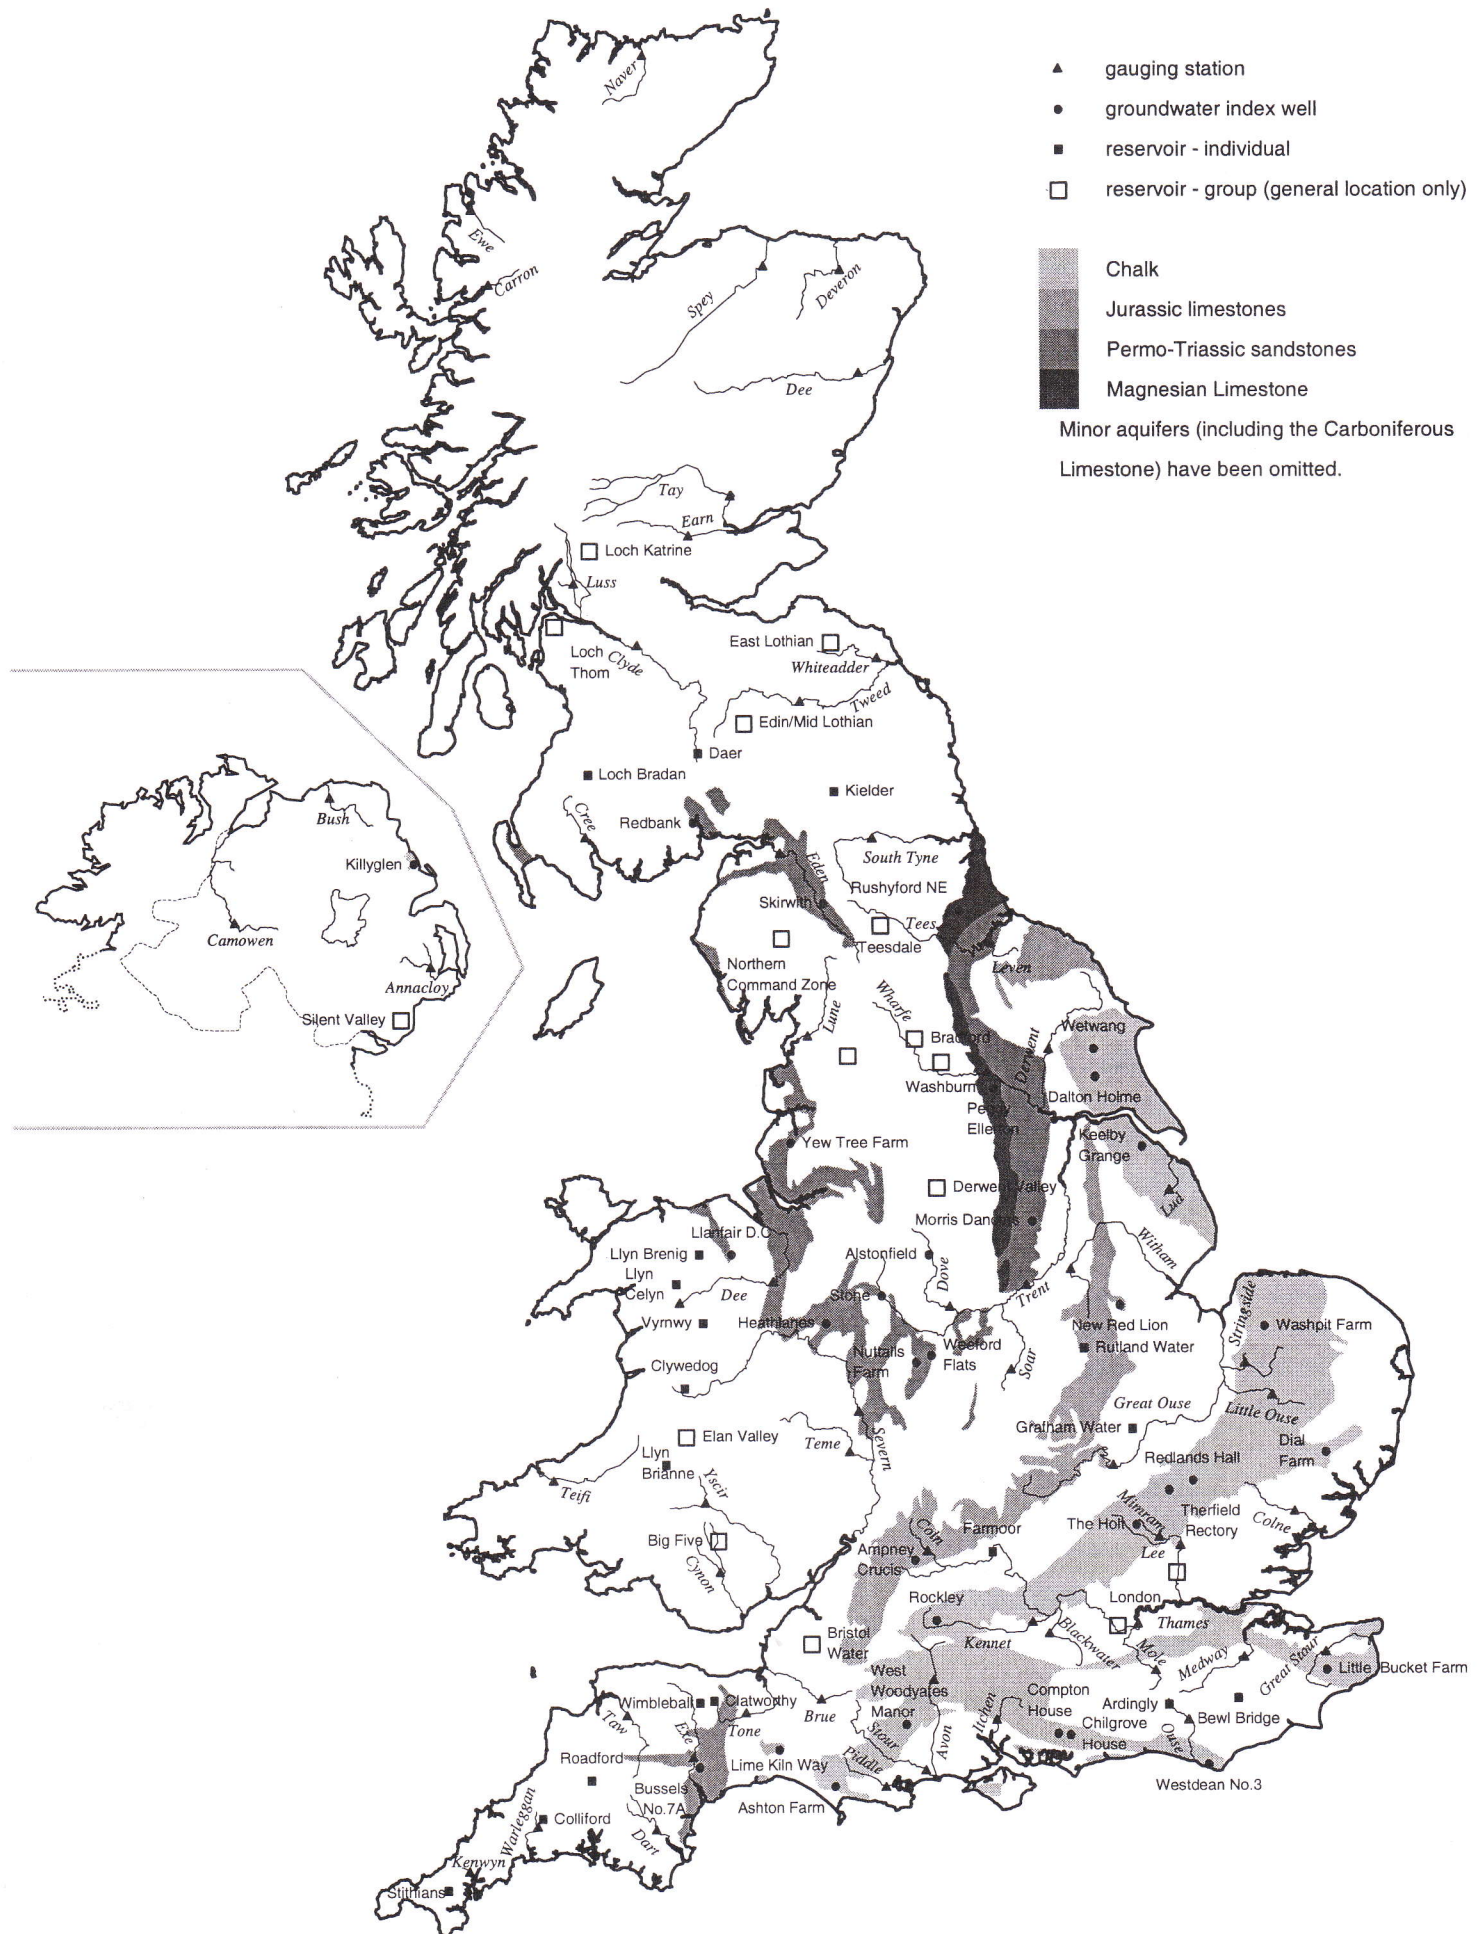 gauging station
groundwater index well
reservoir - individual
reservoir - group (general location only)
Chalk
Jurassic limestones
Permo-Triassic sandstones
Magnesian Limestone
Minor aquifers (including the Carboniferous
Limestone) have been omitted.
Naver
Ewe
Carron
Spey
Deveron
Dee
Tay
Earn
Loch Katrine
Luss
Loch
Thom
Clyde
East Lothian
Whiteadder
Tweed
Edin/Mid Lothian
Daer
Loch Bradan
Kielder
Cree
Redbank
Bush
Killyglen
Camowen
Annacloy
Silent Valley
South Tyne
Eden
Rushyford NE
Skirwith
Tees
Teesdale
Leven
Northern
Command Zone
Lune
Wharfe
Bradford
Washburn
Derwent
Wetwang
Dalton Holme
Peggy
Ellerton
Keelby
Grange
Yew Tree Farm
Lud
Derwent Valley
Morris Dancers
Witham
Llanfair D.C
Llyn Brenig
Alstonfield
Llyn
Celyn
Dee
Dove
Stone
Trent
Vyrnwy
Heathlanes
New Red Lion
Rutland Water
Stringside
Washpit Farm
Nuttalls
Farm
Weeford
Flats
Soar
Clywedog
Great Ouse
Little Ouse
Grafham Water
Elan Valley
Teme
Severn
Dial
Farm
Llyn
Brianne
Redlands Hall
Yscir
Teifi
Mimram
Therfield
Rectory
Colne
The Holt
Coln
Farmoor
Lee
Big Five
Cynon
Ampney
Crucis
Rockley
London
Thames
Bristol
Water
Kennet
Blackwater
Mole
Medway
Great Stour
Little Bucket Farm
West
Woodyates
Manor
Wimbleball
Clatworthy
Taw
Exe
Tone
Brue
Stour
Avon
Itchen
Compton
House
Chilgrove
House
Ardingly
Bewl Bridge
Ouse
Roadford
Lime Kiln Way
Piddle
Westdean No.3
Bussels
No.7A
Ashton Farm
Warleggan
Colliford
Dart
Kenwyn
Stithians